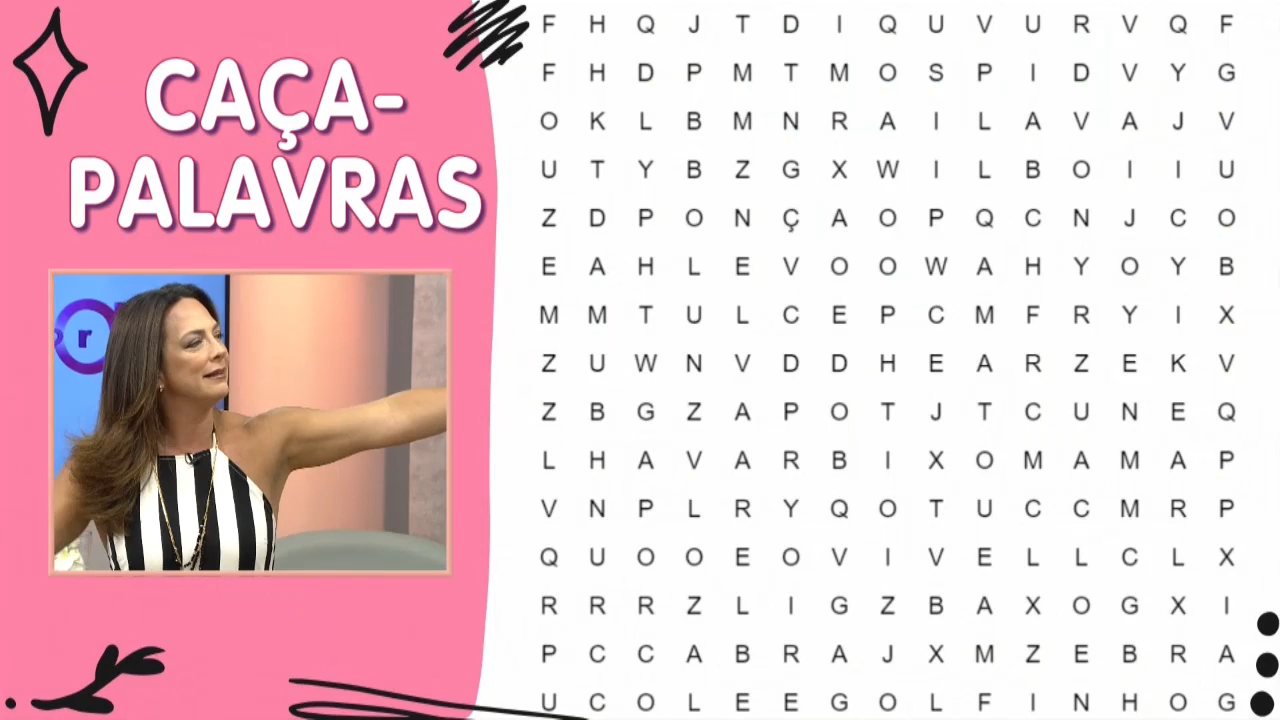 CAÇA-
PALAVRAS
r
F H Q J T D I Q U V U R V Q F
F H D P M T M O S P I D V Y G
O K L B M N R A I L A V A J V
U T Y B Z G X W I L B O I I U
Z D P O N Ç A O P Q C N J C O
E A H L E V O O W A H Y O Y B
M M T U L C E P C M F R Y I X
Z U W N V D D H E A R Z E K V
Z B G Z A P O T J T C U N E Q
L H A V A R B I X O M A M A P
V N P L R Y Q O T U C C M R P
Q U O O E O V I V E L L C L X
R R R Z L I G Z B A X O G X I
P C C A B R A J X M Z E B R A
U C O L E E G O L F I N H O G